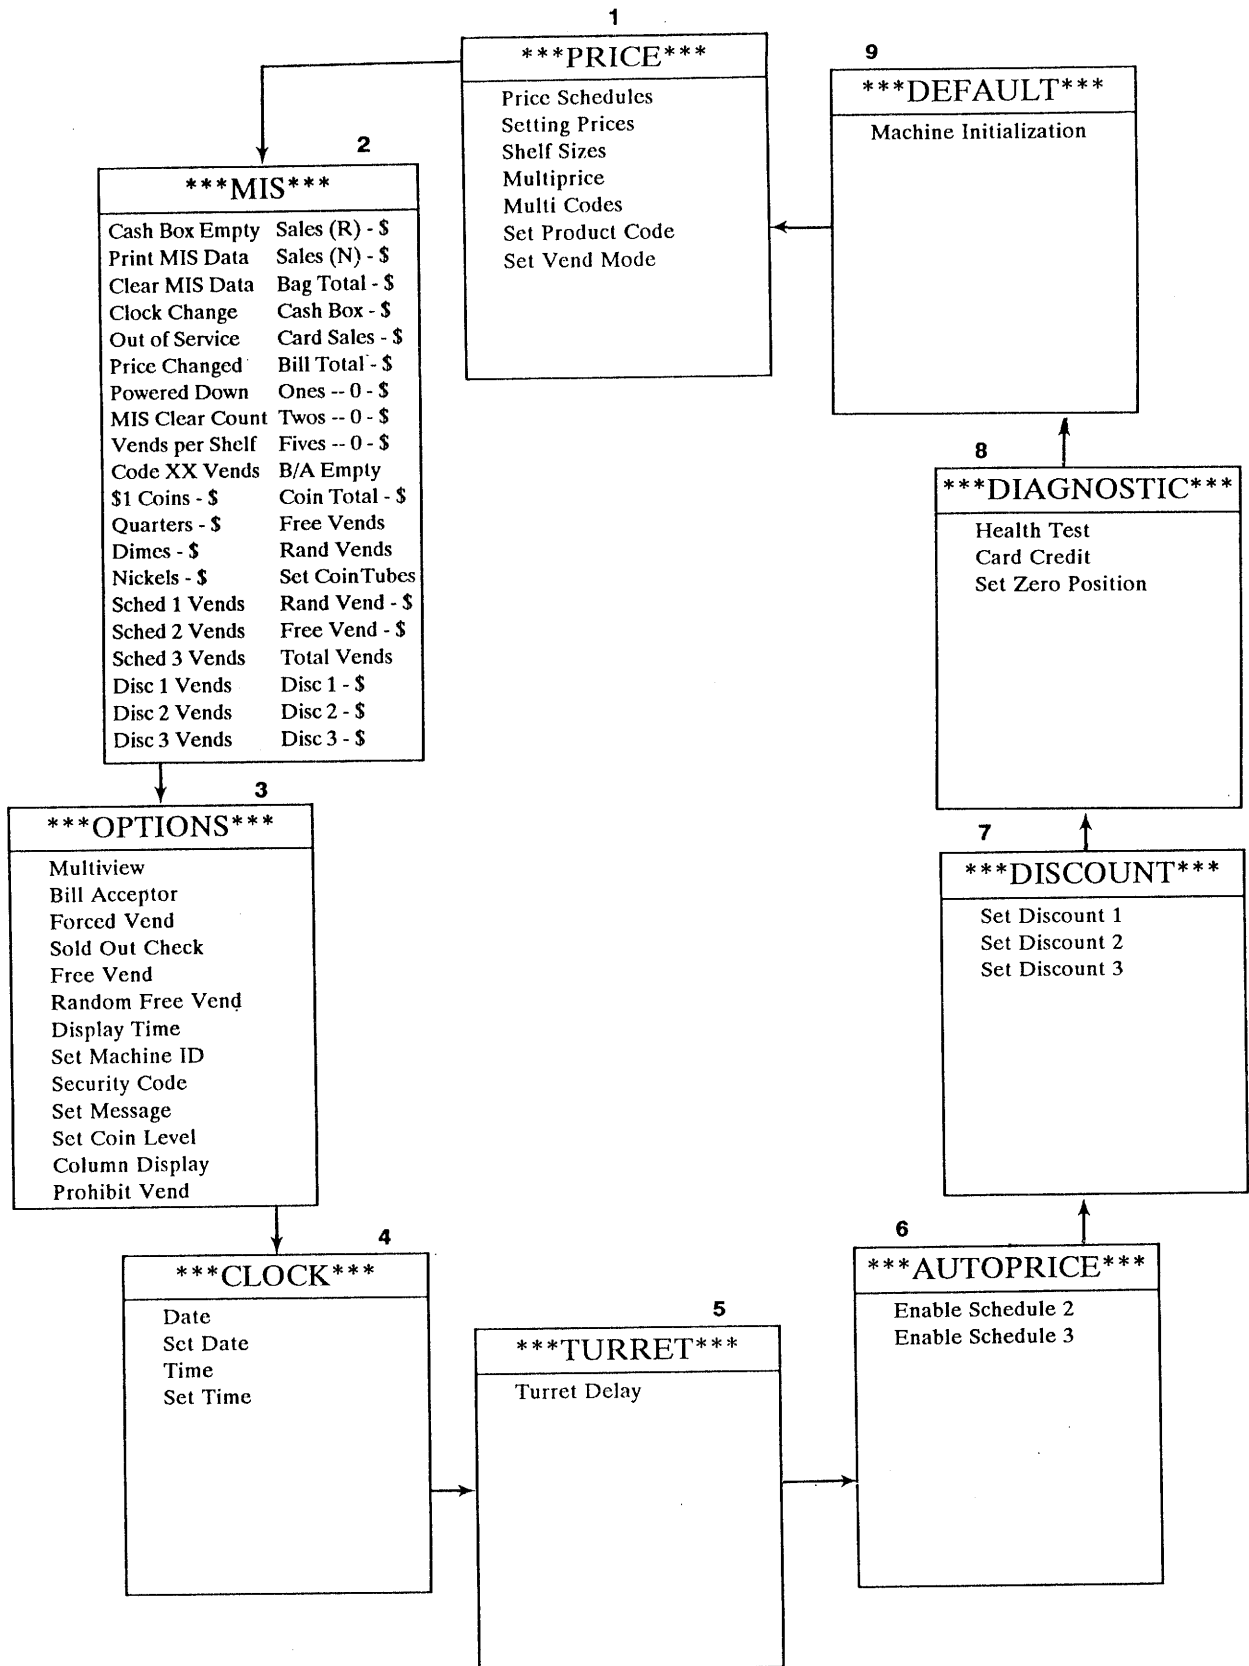 1
***PRICE***
Price Schedules
Setting Prices
Shelf Sizes
Multiprice
Multi Codes
Set Product Code
Set Vend Mode
2
***MIS***
Cash Box Empty Sales (R) - $
Print MIS Data Sales (N) - $
Clear MIS Data Bag Total - $
Clock Change Cash Box - $
Out of Service Card Sales - $
Price Changed Bill Total - $
Powered Down Ones -- 0 - $
MIS Clear Count Twos -- 0 - $
Vends per Shelf Fives -- 0 - $
Code XX Vends B/A Empty
$1 Coins - $ Coin Total - $
Quarters - $ Free Vends
Dimes - $ Rand Vends
Nickels - $ Set CoinTubes
Sched 1 Vends Rand Vend - $
Sched 2 Vends Free Vend - $
Sched 3 Vends Total Vends
Disc 1 Vends Disc 1 - $
Disc 2 Vends Disc 2 - $
Disc 3 Vends Disc 3 - $
3
***OPTIONS***
Multiview
Bill Acceptor
Forced Vend
Sold Out Check
Free Vend
Random Free Vend
Display Time
Set Machine ID
Security Code
Set Message
Set Coin Level
Column Display
Prohibit Vend
4
***CLOCK***
Date
Set Date
Time
Set Time
5
***TURRET***
Turret Delay
6
***AUTOPRICE***
Enable Schedule 2
Enable Schedule 3
7
***DISCOUNT***
Set Discount 1
Set Discount 2
Set Discount 3
8
***DIAGNOSTIC***
Health Test
Card Credit
Set Zero Position
9
***DEFAULT***
Machine Initialization